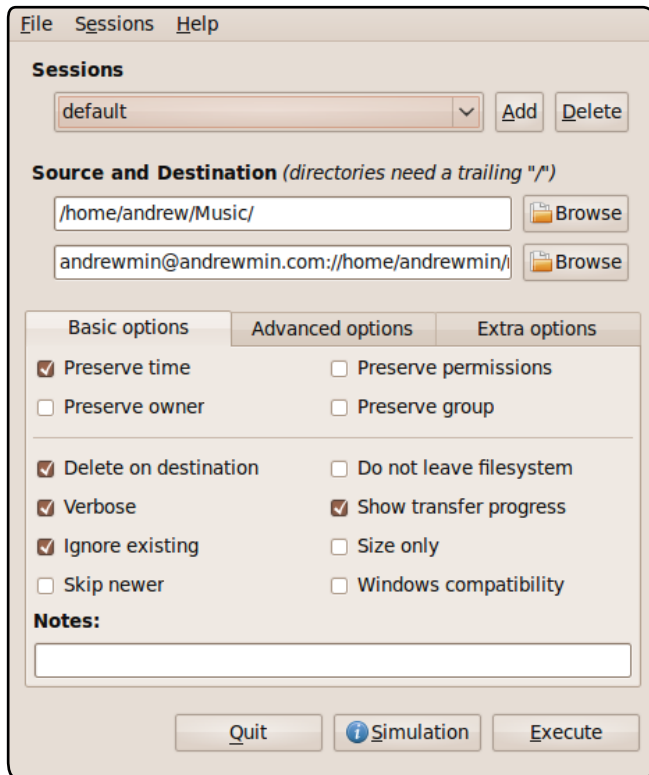 File Sessions Help
Sessions
default Add Delete
Source and Destination (directories need a trailing "/")
/home/andrew/Music/ Browse
andrewmin@andrewmin.com://home/andrewmin/ Browse
Basic options Advanced options Extra options
Preserve time Preserve permissions
Preserve owner Preserve group
Delete on destination Do not leave filesystem
Verbose Show transfer progress
Ignore existing Size only
Skip newer Windows compatibility
Notes:
Quit Simulation Execute